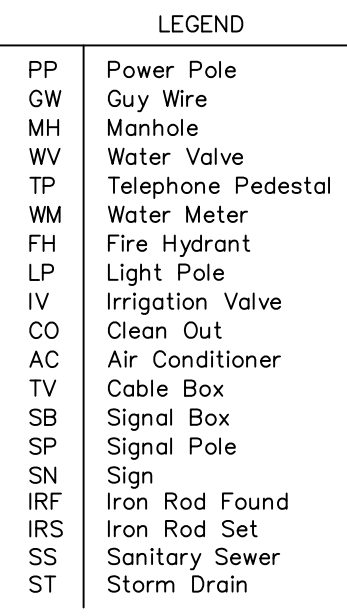 LEGEND
PP Power Pole
GW Guy Wire
MH Manhole
WV Water Valve
TP Telephone Pedestal
WM Water Meter
FH Fire Hydrant
LP Light Pole
IV Irrigation Valve
CO Clean Out
AC Air Conditioner
TV Cable Box
SB Signal Box
SP Signal Pole
SN Sign
IRF Iron Rod Found
IRS Iron Rod Set
SS Sanitary Sewer
ST Storm Drain